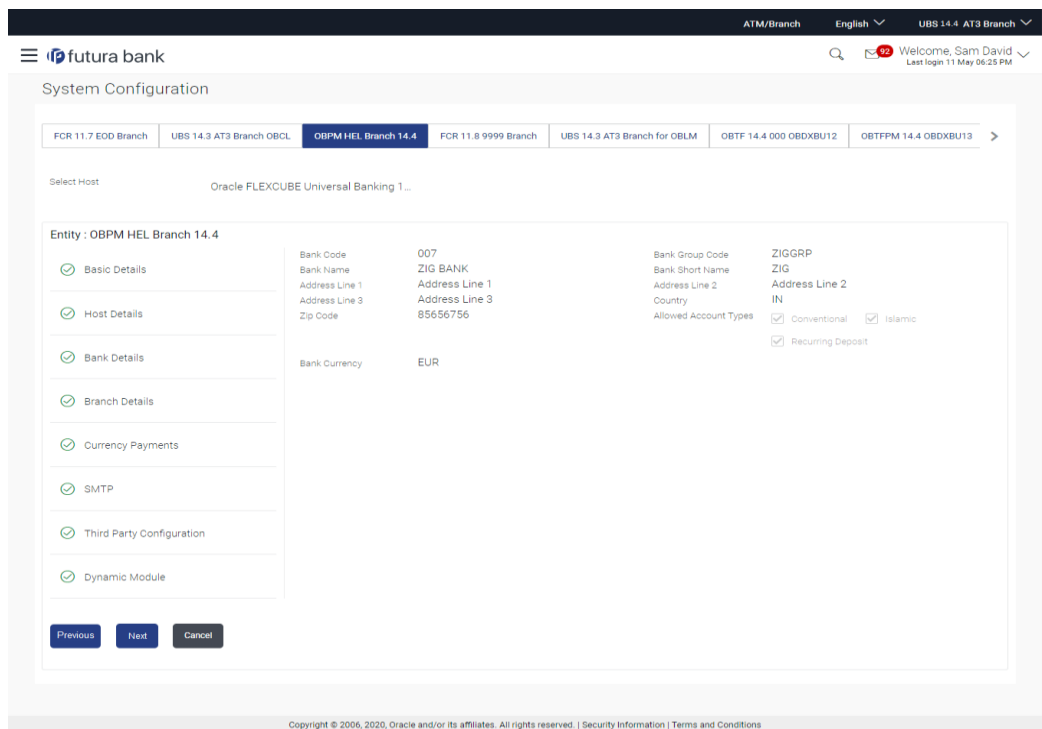 ATM/Branch English UBS 14.4 AT3 Branch
futura bank 92 Welcome, Sam David
Last login 11 May 06:25 PM
System Configuration
FCR 11.7 EOD Branch UBS 14.3 AT3 Branch OBCL OBPM HEL Branch 14.4 FCR 11.8 9999 Branch UBS 14.3 AT3 Branch for OBLM OBTF 14.4 000 OBDXBU12 OBTFPM 14.4 OBDXBU13
Select Host Oracle FLEXCUBE Universal Banking 1...
Entity : OBPM HEL Branch 14.4
Basic Details
Host Details
Bank Details
Branch Details
Currency Payments
SMTP
Third Party Configuration
Dynamic Module
Bank Code 007 Bank Group Code ZIGGRP
Bank Name ZIG BANK Bank Short Name ZIG
Address Line 1 Address Line 1 Address Line 2 Address Line 2
Address Line 3 Address Line 3 Country IN
Zip Code 85656756 Allowed Account Types Conventional Islamic
Recurring Deposit
Bank Currency EUR
Previous Next Cancel
Copyright © 2006, 2020, Oracle and/or its affiliates. All rights reserved. | Security Information | Terms and Conditions